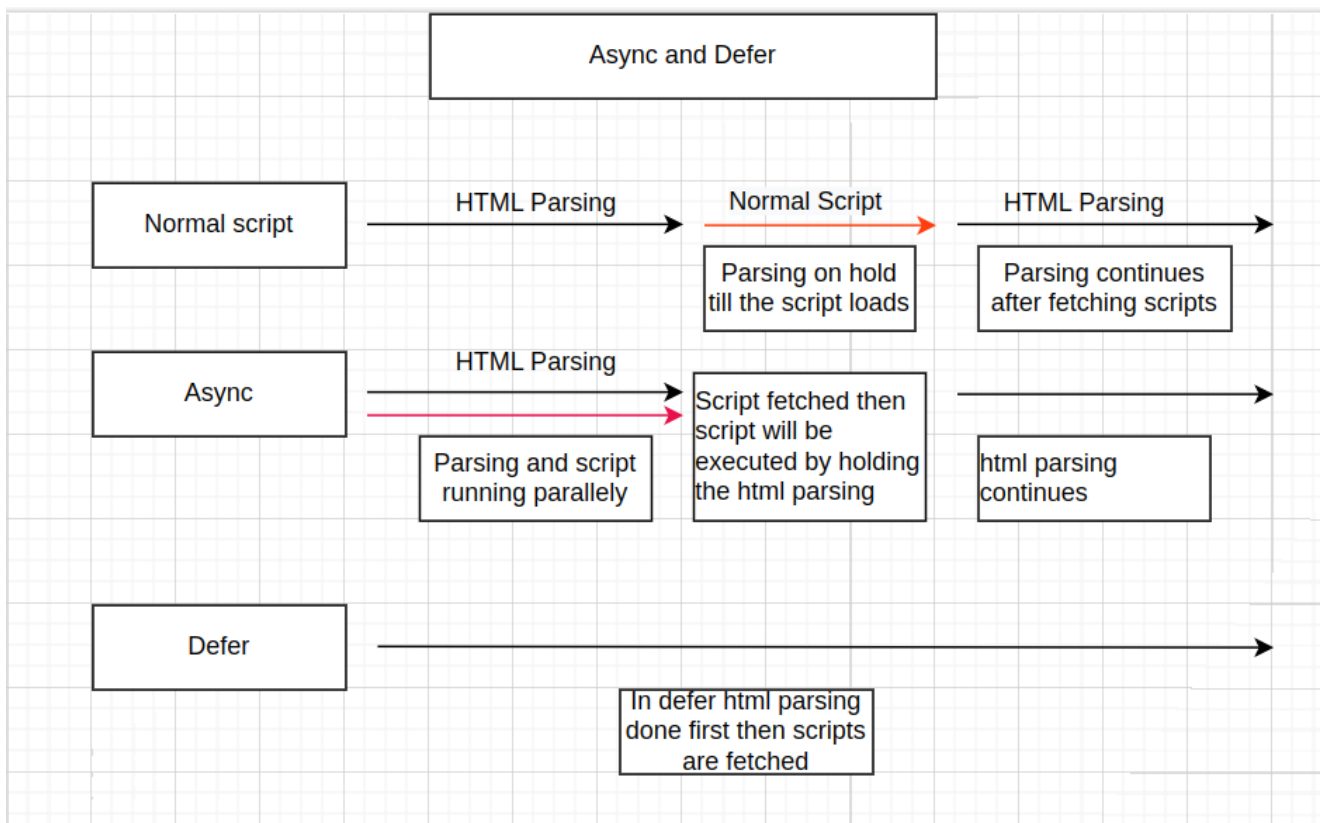 Async and Defer
HTML Parsing
Normal Script
HTML Parsing
Normal script
Parsing on hold
till the script loads
Parsing continues
after fetching scripts
HTML Parsing
Async
Script fetched then
script will be
executed by holding
the html parsing
Parsing and script
running parallely
html parsing
continues
Defer
In defer html parsing
done first then scripts
are fetched